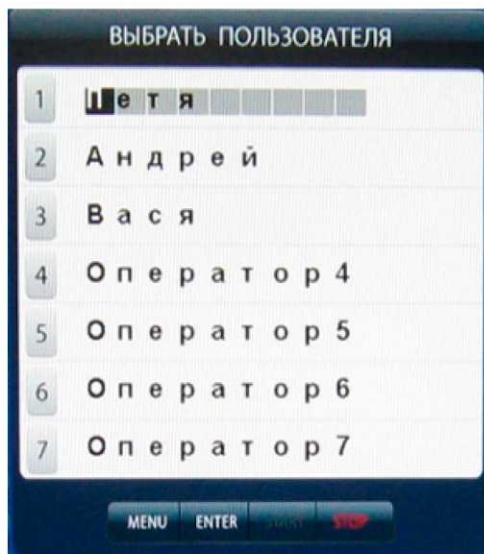 ВЫБРАТЬ ПОЛЬЗОВАТЕЛЯ
1 Петя
2 Андрей
3 Вася
4 Оператор4
5 Оператор5
6 Оператор6
7 Оператор7
MENU ENTER START STOP